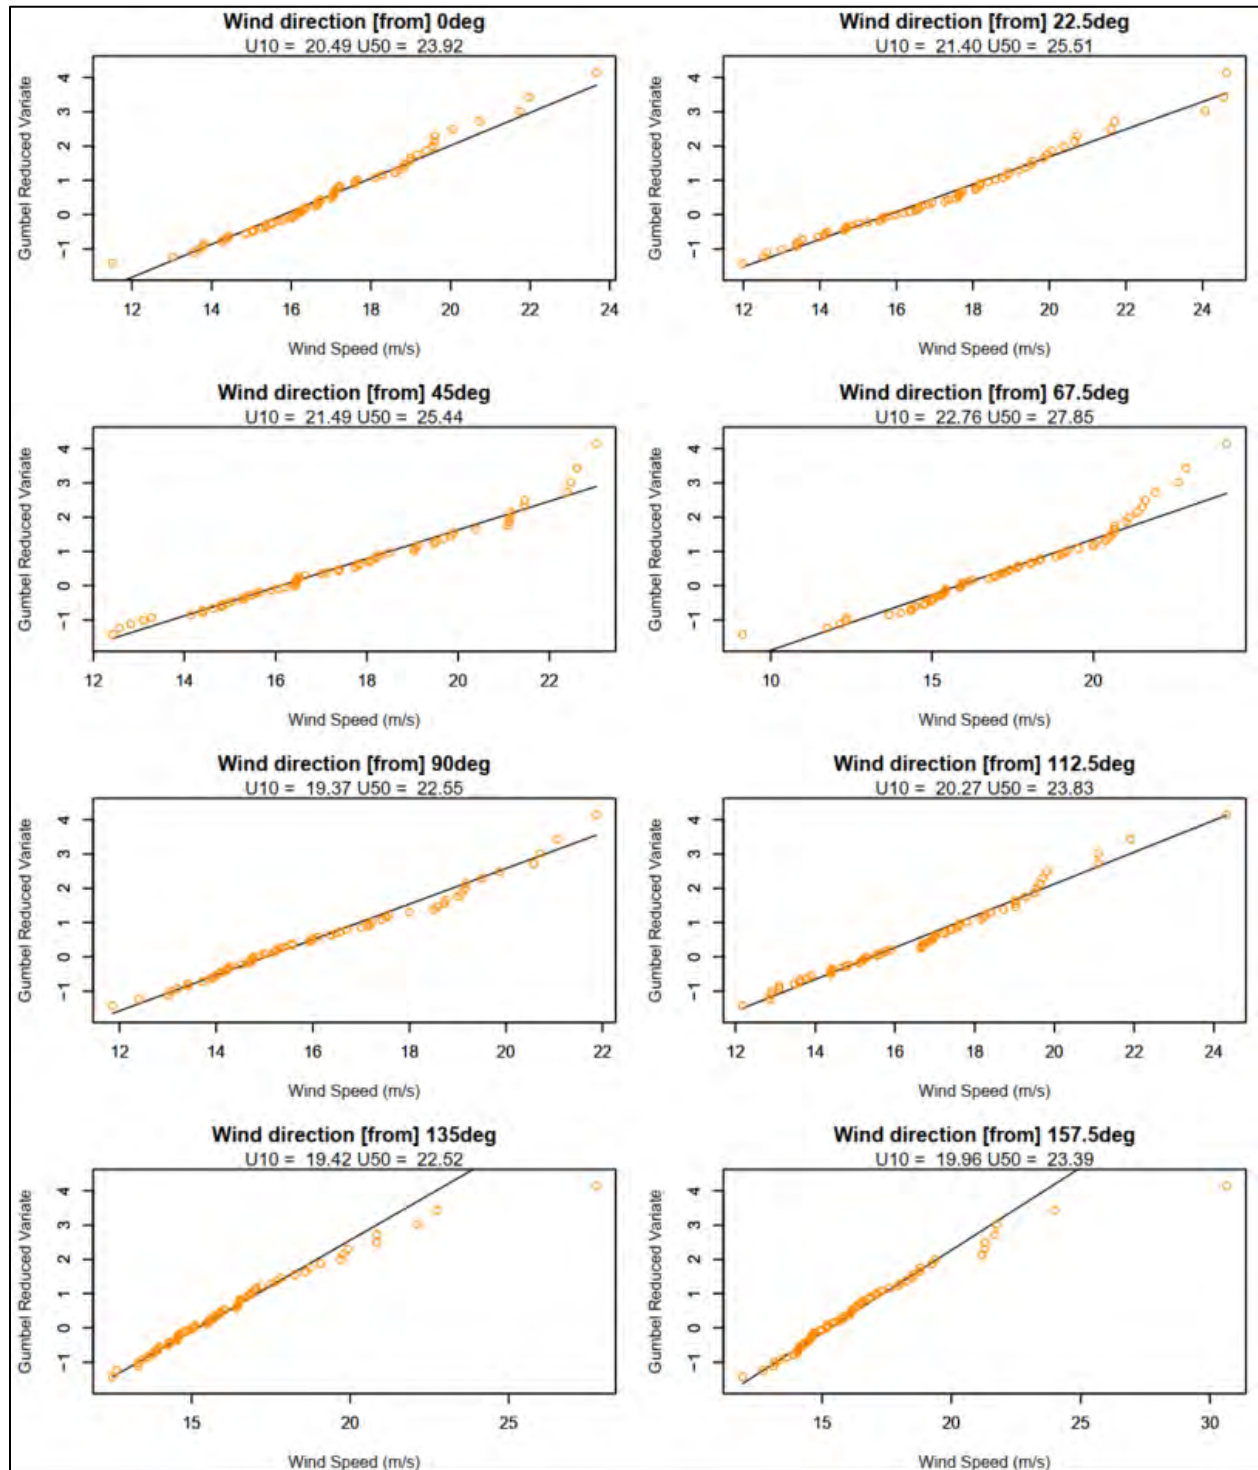 Wind direction [from] 0deg
U10 = 20.49 U50 = 23.92
Gumbel Reduced Variate
4
3
2
1
0
−1
12 14 16 18 20 22 24
Wind Speed (m/s)
Wind direction [from] 22.5deg
U10 = 21.40 U50 = 25.51
Gumbel Reduced Variate
4
3
2
1
0
−1
12 14 16 18 20 22 24
Wind Speed (m/s)
Wind direction [from] 45deg
U10 = 21.49 U50 = 25.44
Gumbel Reduced Variate
4
3
2
1
0
−1
12 14 16 18 20 22
Wind Speed (m/s)
Wind direction [from] 67.5deg
U10 = 22.76 U50 = 27.85
Gumbel Reduced Variate
4
3
2
1
0
−1
10 15 20
Wind Speed (m/s)
Wind direction [from] 90deg
U10 = 19.37 U50 = 22.55
Gumbel Reduced Variate
4
3
2
1
0
−1
12 14 16 18 20 22
Wind Speed (m/s)
Wind direction [from] 112.5deg
U10 = 20.27 U50 = 23.83
Gumbel Reduced Variate
4
3
2
1
0
−1
12 14 16 18 20 22 24
Wind Speed (m/s)
Wind direction [from] 135deg
U10 = 19.42 U50 = 22.52
Gumbel Reduced Variate
4
3
2
1
0
−1
15 20 25
Wind Speed (m/s)
Wind direction [from] 157.5deg
U10 = 19.96 U50 = 23.39
Gumbel Reduced Variate
4
3
2
1
0
−1
15 20 25 30
Wind Speed (m/s)